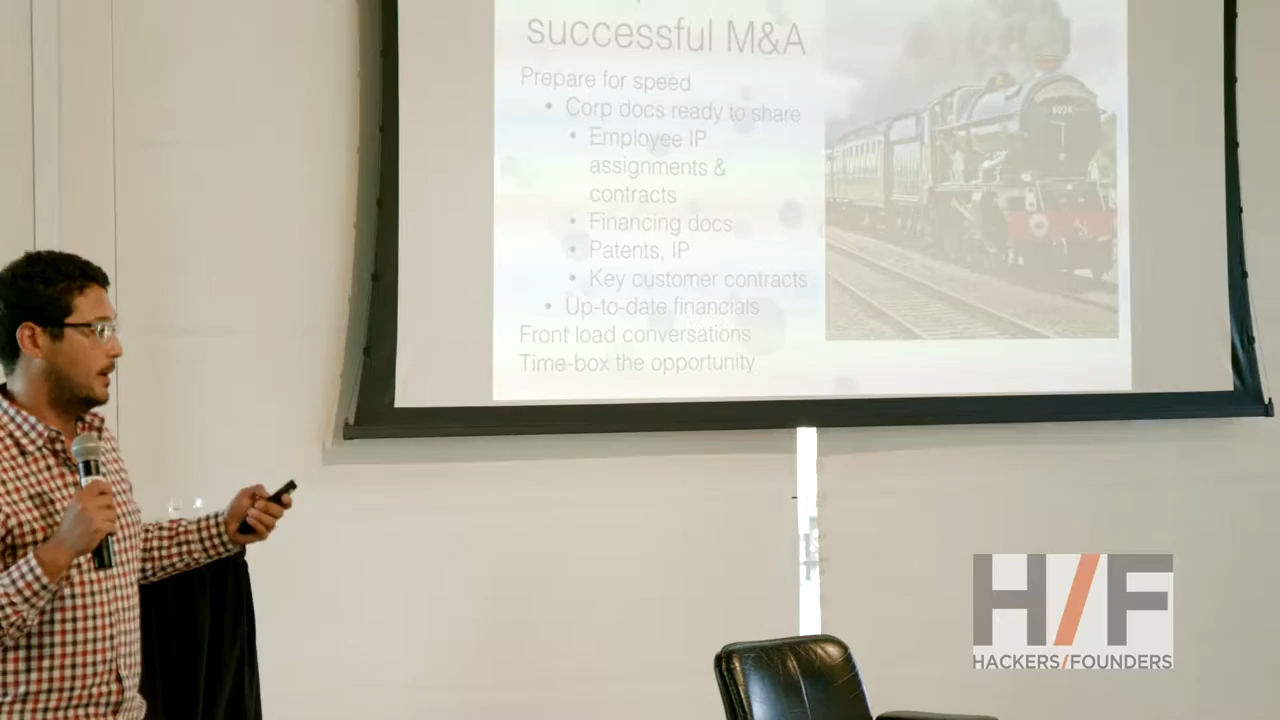 successful M&A
Prepare for speed
• Corp docs ready to share
• Employee IP
assignments &
contracts
• Financing docs
• Patents, IP
• Key customer contracts
• Up-to-date financials
Front load conversations
Time-box the opportunity
6024
H/F
HACKERS/FOUNDERS